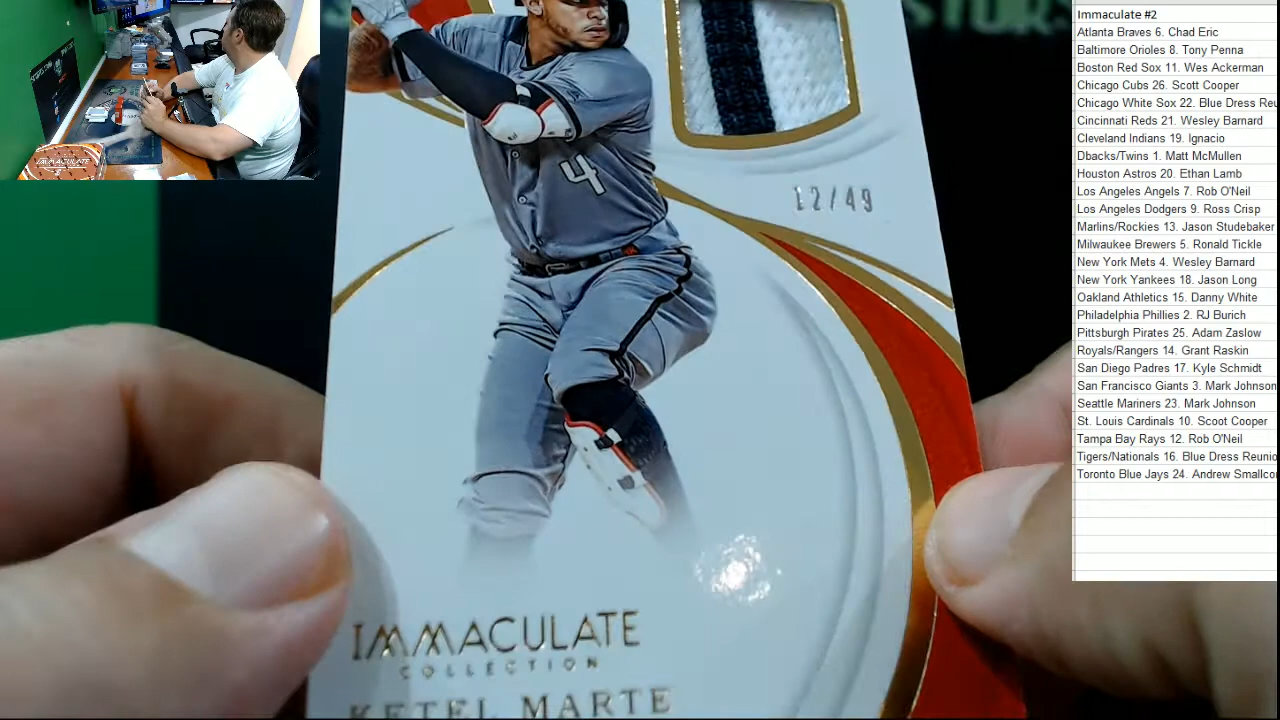 IMMACULATE
4
12/49
IMMACULATE
COLLECTION
KETEL MARTE
Immaculate #2
Atlanta Braves 6. Chad Eric
Baltimore Orioles 8. Tony Penna
Boston Red Sox 11. Wes Ackerman
Chicago Cubs 26. Scott Cooper
Chicago White Sox 22. Blue Dress Reu
Cincinnati Reds 21. Wesley Barnard
Cleveland Indians 19. Ignacio
Dbacks/Twins 1. Matt McMullen
Houston Astros 20. Ethan Lamb
Los Angeles Angels 7. Rob O'Neil
Los Angeles Dodgers 9. Ross Crisp
Marlins/Rockies 13. Jason Studebaker
Milwaukee Brewers 5. Ronald Tickle
New York Mets 4. Wesley Barnard
New York Yankees 18. Jason Long
Oakland Athletics 15. Danny White
Philadelphia Phillies 2. RJ Burich
Pittsburgh Pirates 25. Adam Zaslow
Royals/Rangers 14. Grant Raskin
San Diego Padres 17. Kyle Schmidt
San Francisco Giants 3. Mark Johnson
Seattle Mariners 23. Mark Johnson
St. Louis Cardinals 10. Scoot Cooper
Tampa Bay Rays 12. Rob O'Neil
Tigers/Nationals 16. Blue Dress Reunio
Toronto Blue Jays 24. Andrew Smallco